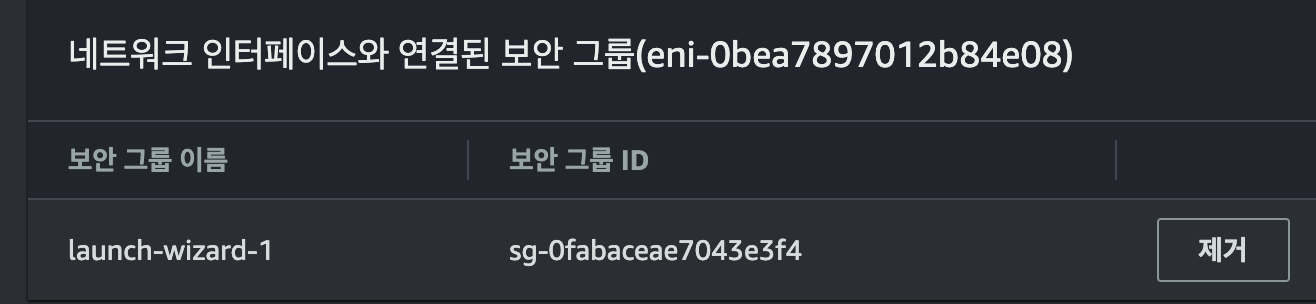 네트워크 인터페이스와 연결된 보안 그룹(eni-0bea7897012b84e08)
보안 그룹 이름 보안 그룹 ID
launch-wizard-1 sg-0fabaceae7043e3f4 제거